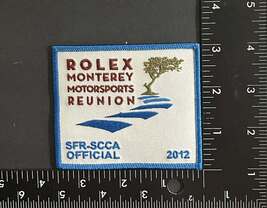 ROLEX
MONTEREY
MOTORSPORTS
REUNION
SFR-SCCA
OFFICIAL 2012